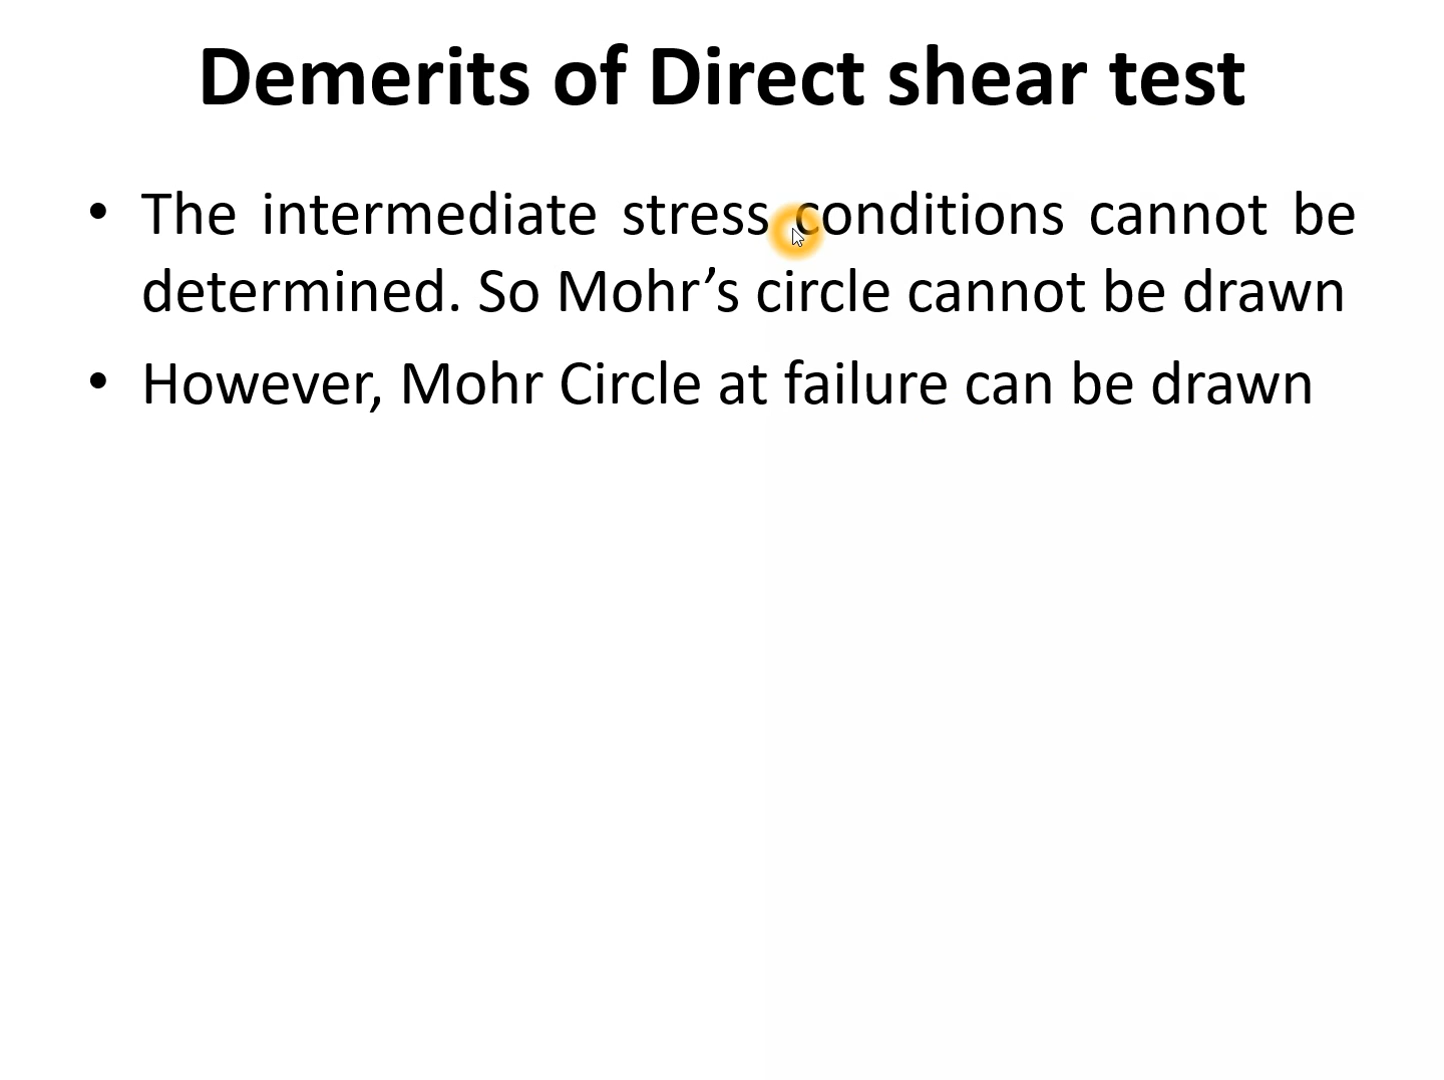 Demerits of Direct shear test
• The intermediate stress conditions cannot be
determined. So Mohr’s circle cannot be drawn
• However, Mohr Circle at failure can be drawn